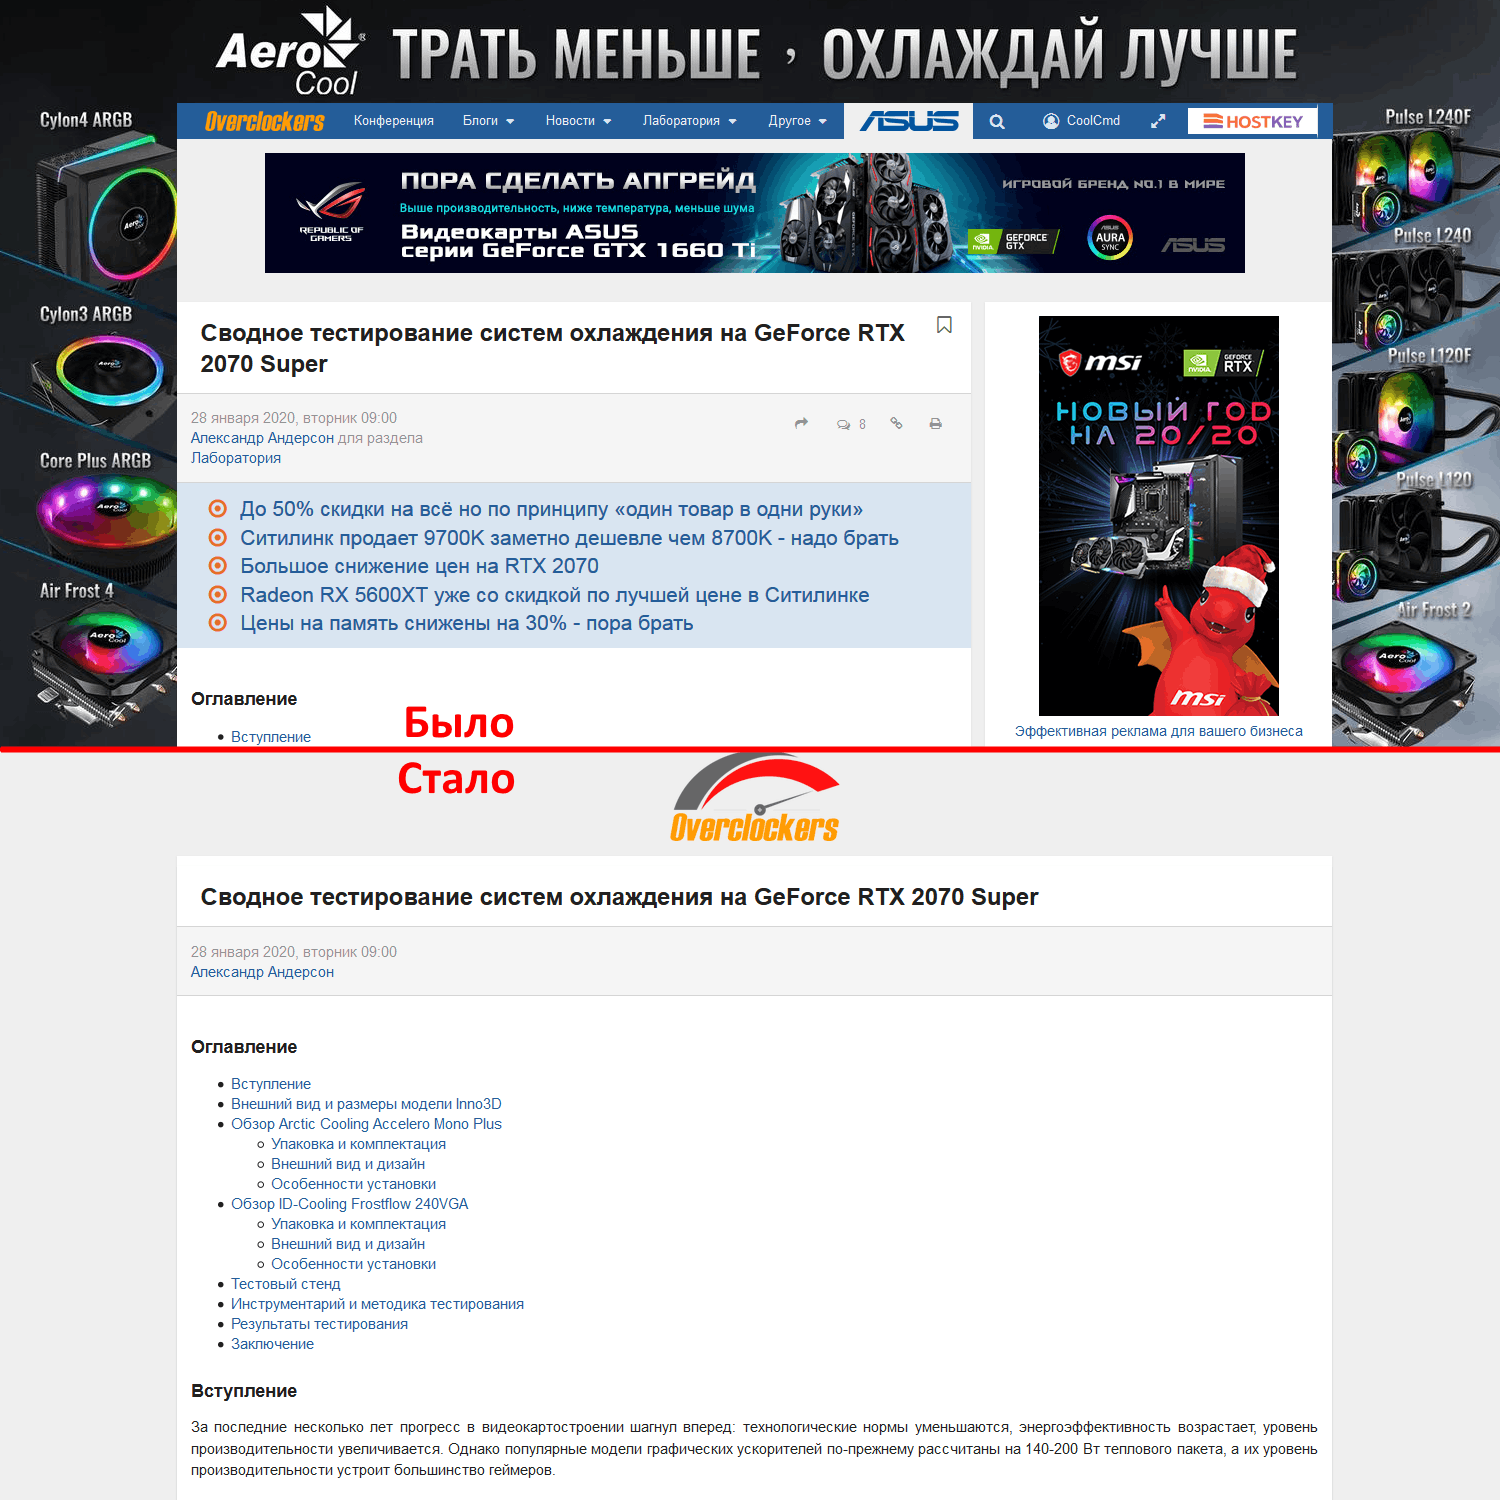 Aero Cool ®
ТРАТЬ МЕНЬШЕ, ОХЛАЖДАЙ ЛУЧШЕ
Cylon4 ARGB
Cylon3 ARGB
Core Plus ARGB
Air Frost 4
Overclockers Конференция Блоги Новости Лаборатория Другое ASUS CoolCmd HOSTKEY
REPUBLIC OF
GAMERS
ПОРА СДЕЛАТЬ АПГРЕЙД
Выше производительность, ниже температура, меньше шума
Видеокарты ASUS
серии GeForce GTX 1660 Ti
ИГРОВОЙ БРЕНД NO.1 В МИРЕ
NVIDIA GEFORCE GTX
ASUS AURA SYNC
ASUS
Pulse L240F
Pulse L240
Pulse L120F
Pulse L120
Air Frost 2
Сводное тестирование систем охлаждения на GeForce RTX
2070 Super
28 января 2020, вторник 09:00
8
Александр Андерсон для раздела
Лаборатория
До 50% скидки на всё но по принципу «один товар в одни руки»
Ситилинк продает 9700K заметно дешевле чем 8700K - надо брать
Большое снижение цен на RTX 2070
Radeon RX 5600XT уже со скидкой по лучшей цене в Ситилинке
Цены на память снижены на 30% - пора брать
Оглавление
Вступление
msi NVIDIA GEFORCE RTX
НОВЫЙ ГОД
НА 20/20
msi
Эффективная реклама для вашего бизнеса
Было
Стало
Overclockers
Сводное тестирование систем охлаждения на GeForce RTX 2070 Super
28 января 2020, вторник 09:00
Александр Андерсон
Оглавление
Вступление
Внешний вид и размеры модели Inno3D
Обзор Arctic Cooling Accelero Mono Plus
Упаковка и комплектация
Внешний вид и дизайн
Особенности установки
Обзор ID-Cooling Frostflow 240VGA
Упаковка и комплектация
Внешний вид и дизайн
Особенности установки
Тестовый стенд
Инструментарий и методика тестирования
Результаты тестирования
Заключение
Вступление
За последние несколько лет прогресс в видеокартостроении шагнул вперед: технологические нормы уменьшаются, энергоэффективность возрастает, уровень
производительности увеличивается. Однако популярные модели графических ускорителей по-прежнему рассчитаны на 140-200 Вт теплового пакета, а их уровень
производительности устроит большинство геймеров.